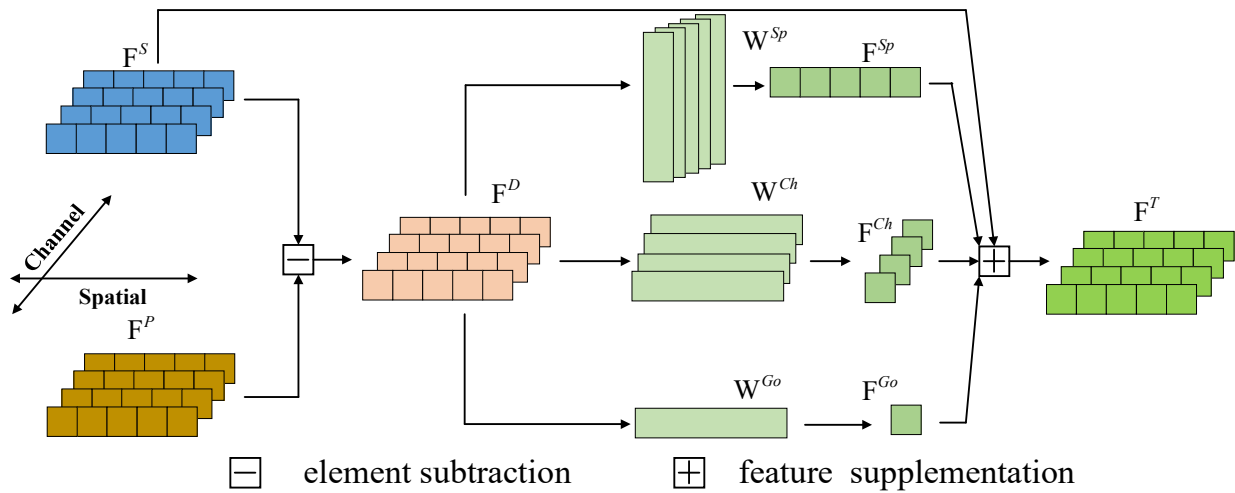 F^S
W^Sp
F^Sp
F^D
W^Ch
F^Ch
F^T
Channel
Spatial
F^P
W^Go
F^Go
− element subtraction
+ feature supplementation